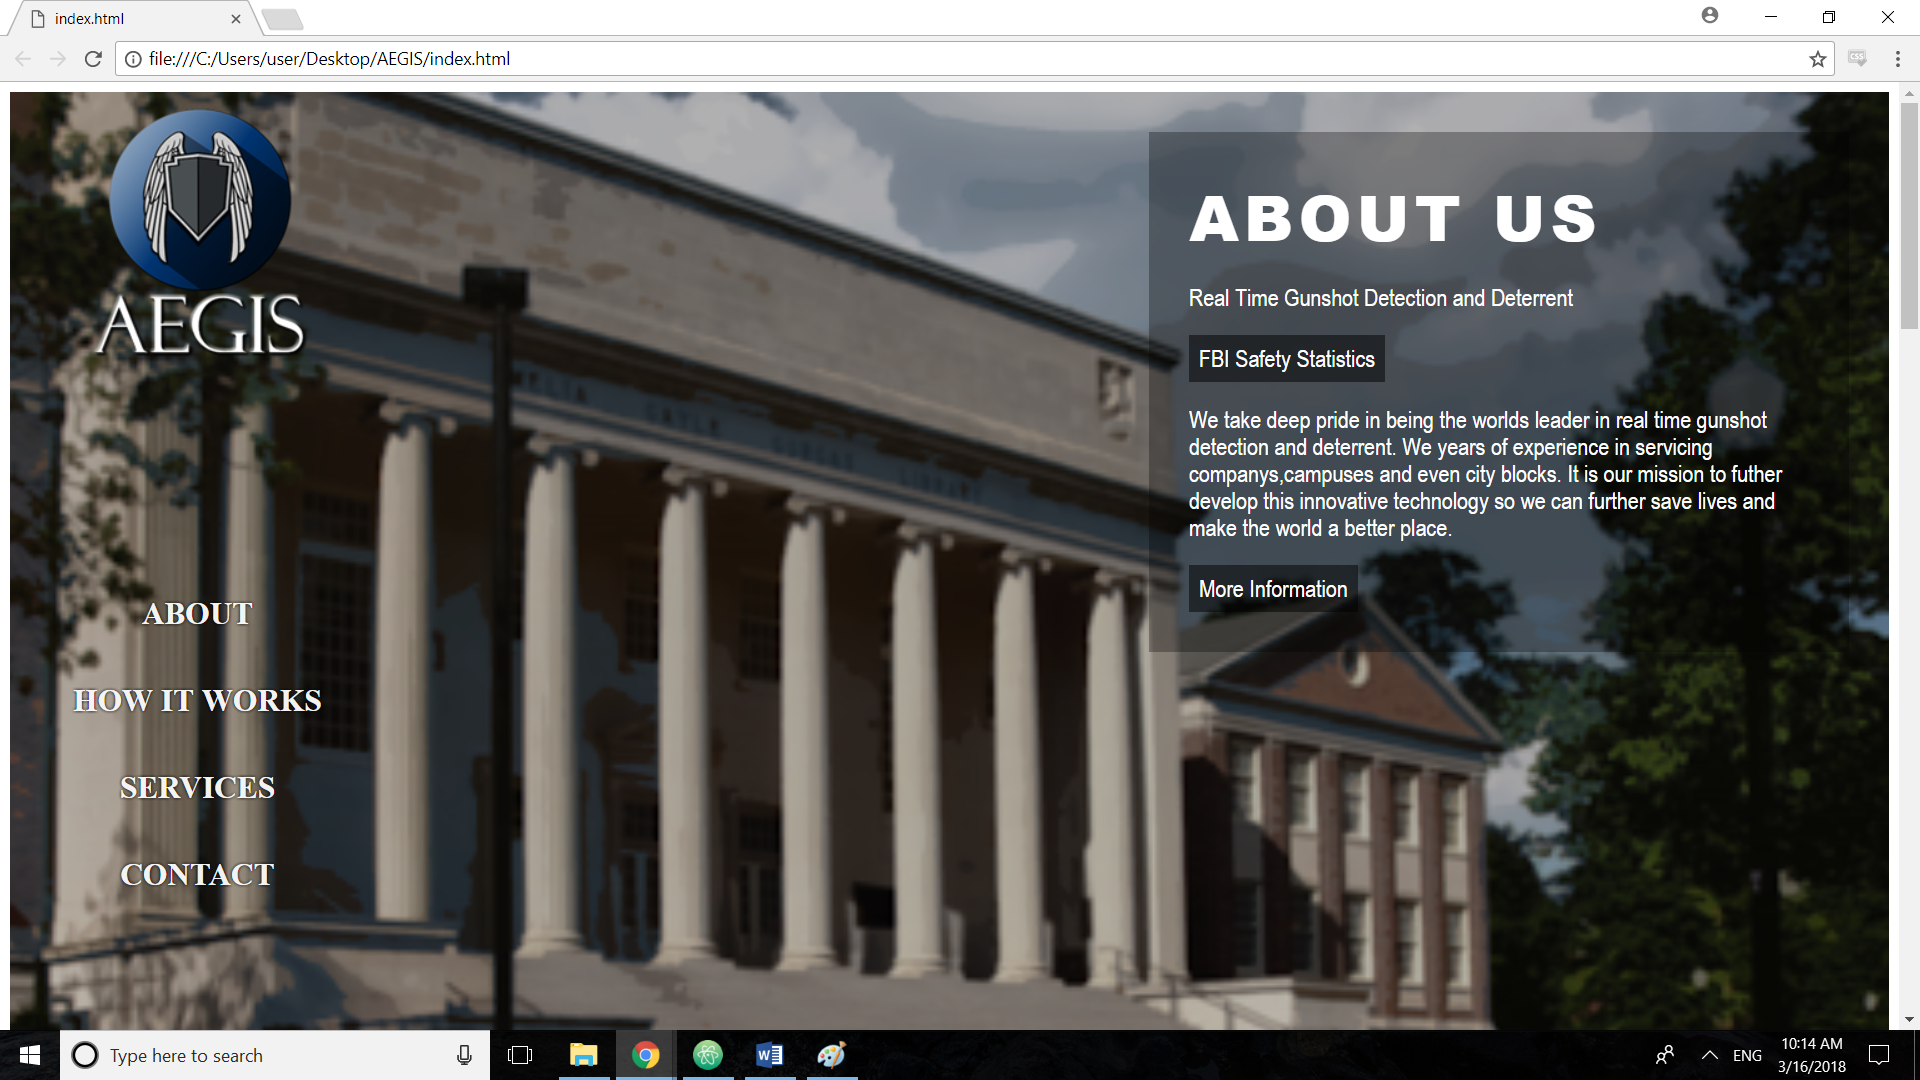 index.html
file:///C:/Users/user/Desktop/AEGIS/index.html
CSS
AEGIS
ABOUT
HOW IT WORKS
SERVICES
CONTACT
GAYLE GORGAS LIBRARY
ABOUT US
Real Time Gunshot Detection and Deterrent
FBI Safety Statistics
We take deep pride in being the worlds leader in real time gunshot
detection and deterrent. We years of experience in servicing
companys,campuses and even city blocks. It is our mission to futher
develop this innovative technology so we can further save lives and
make the world a better place.
More Information
Type here to search
ENG
10:14 AM
3/16/2018